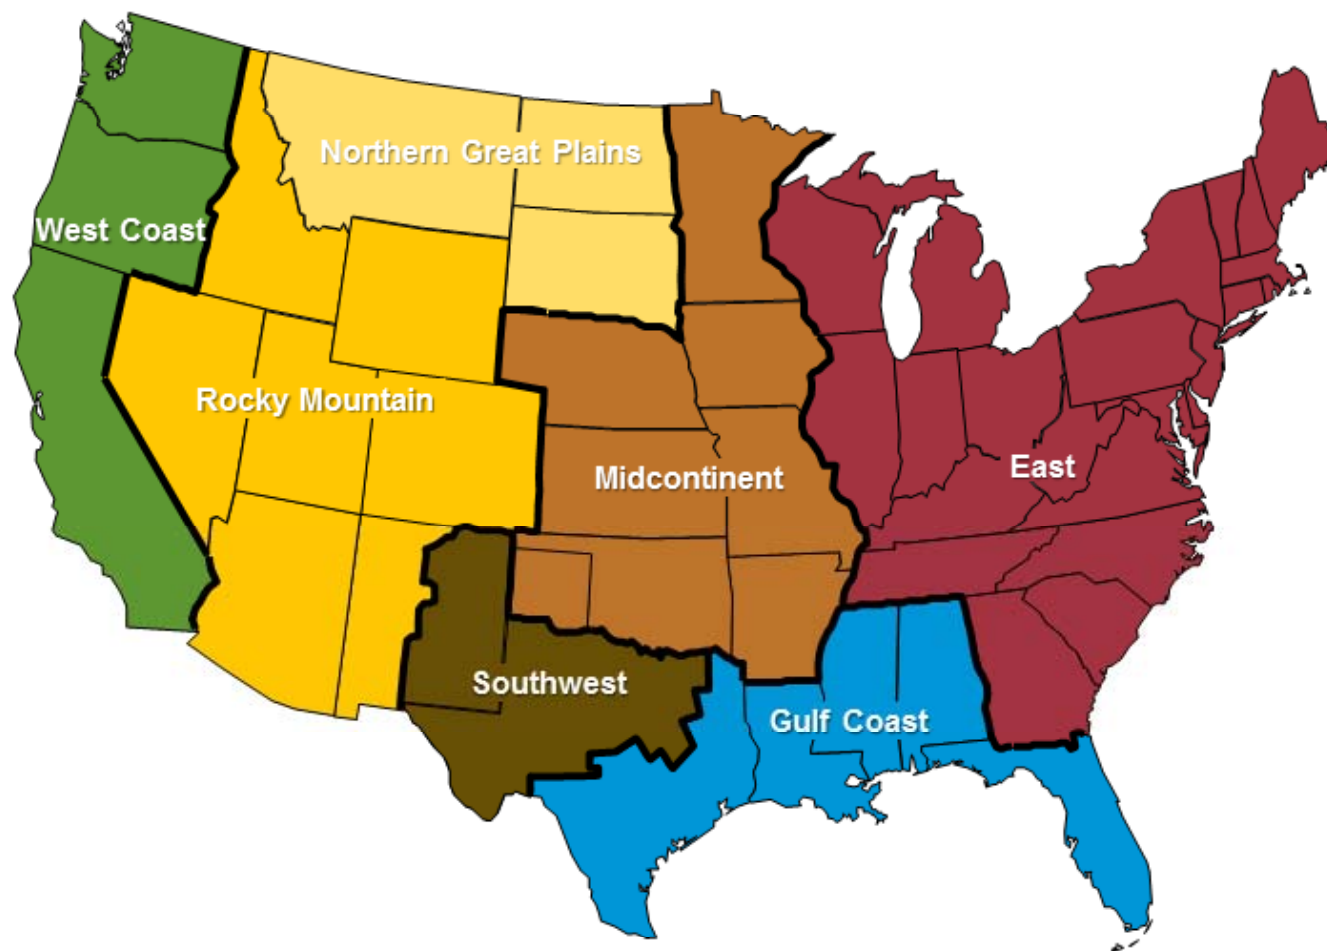 Northern Great Plains
West Coast
Rocky Mountain
Midcontinent
East
Southwest
Gulf Coast